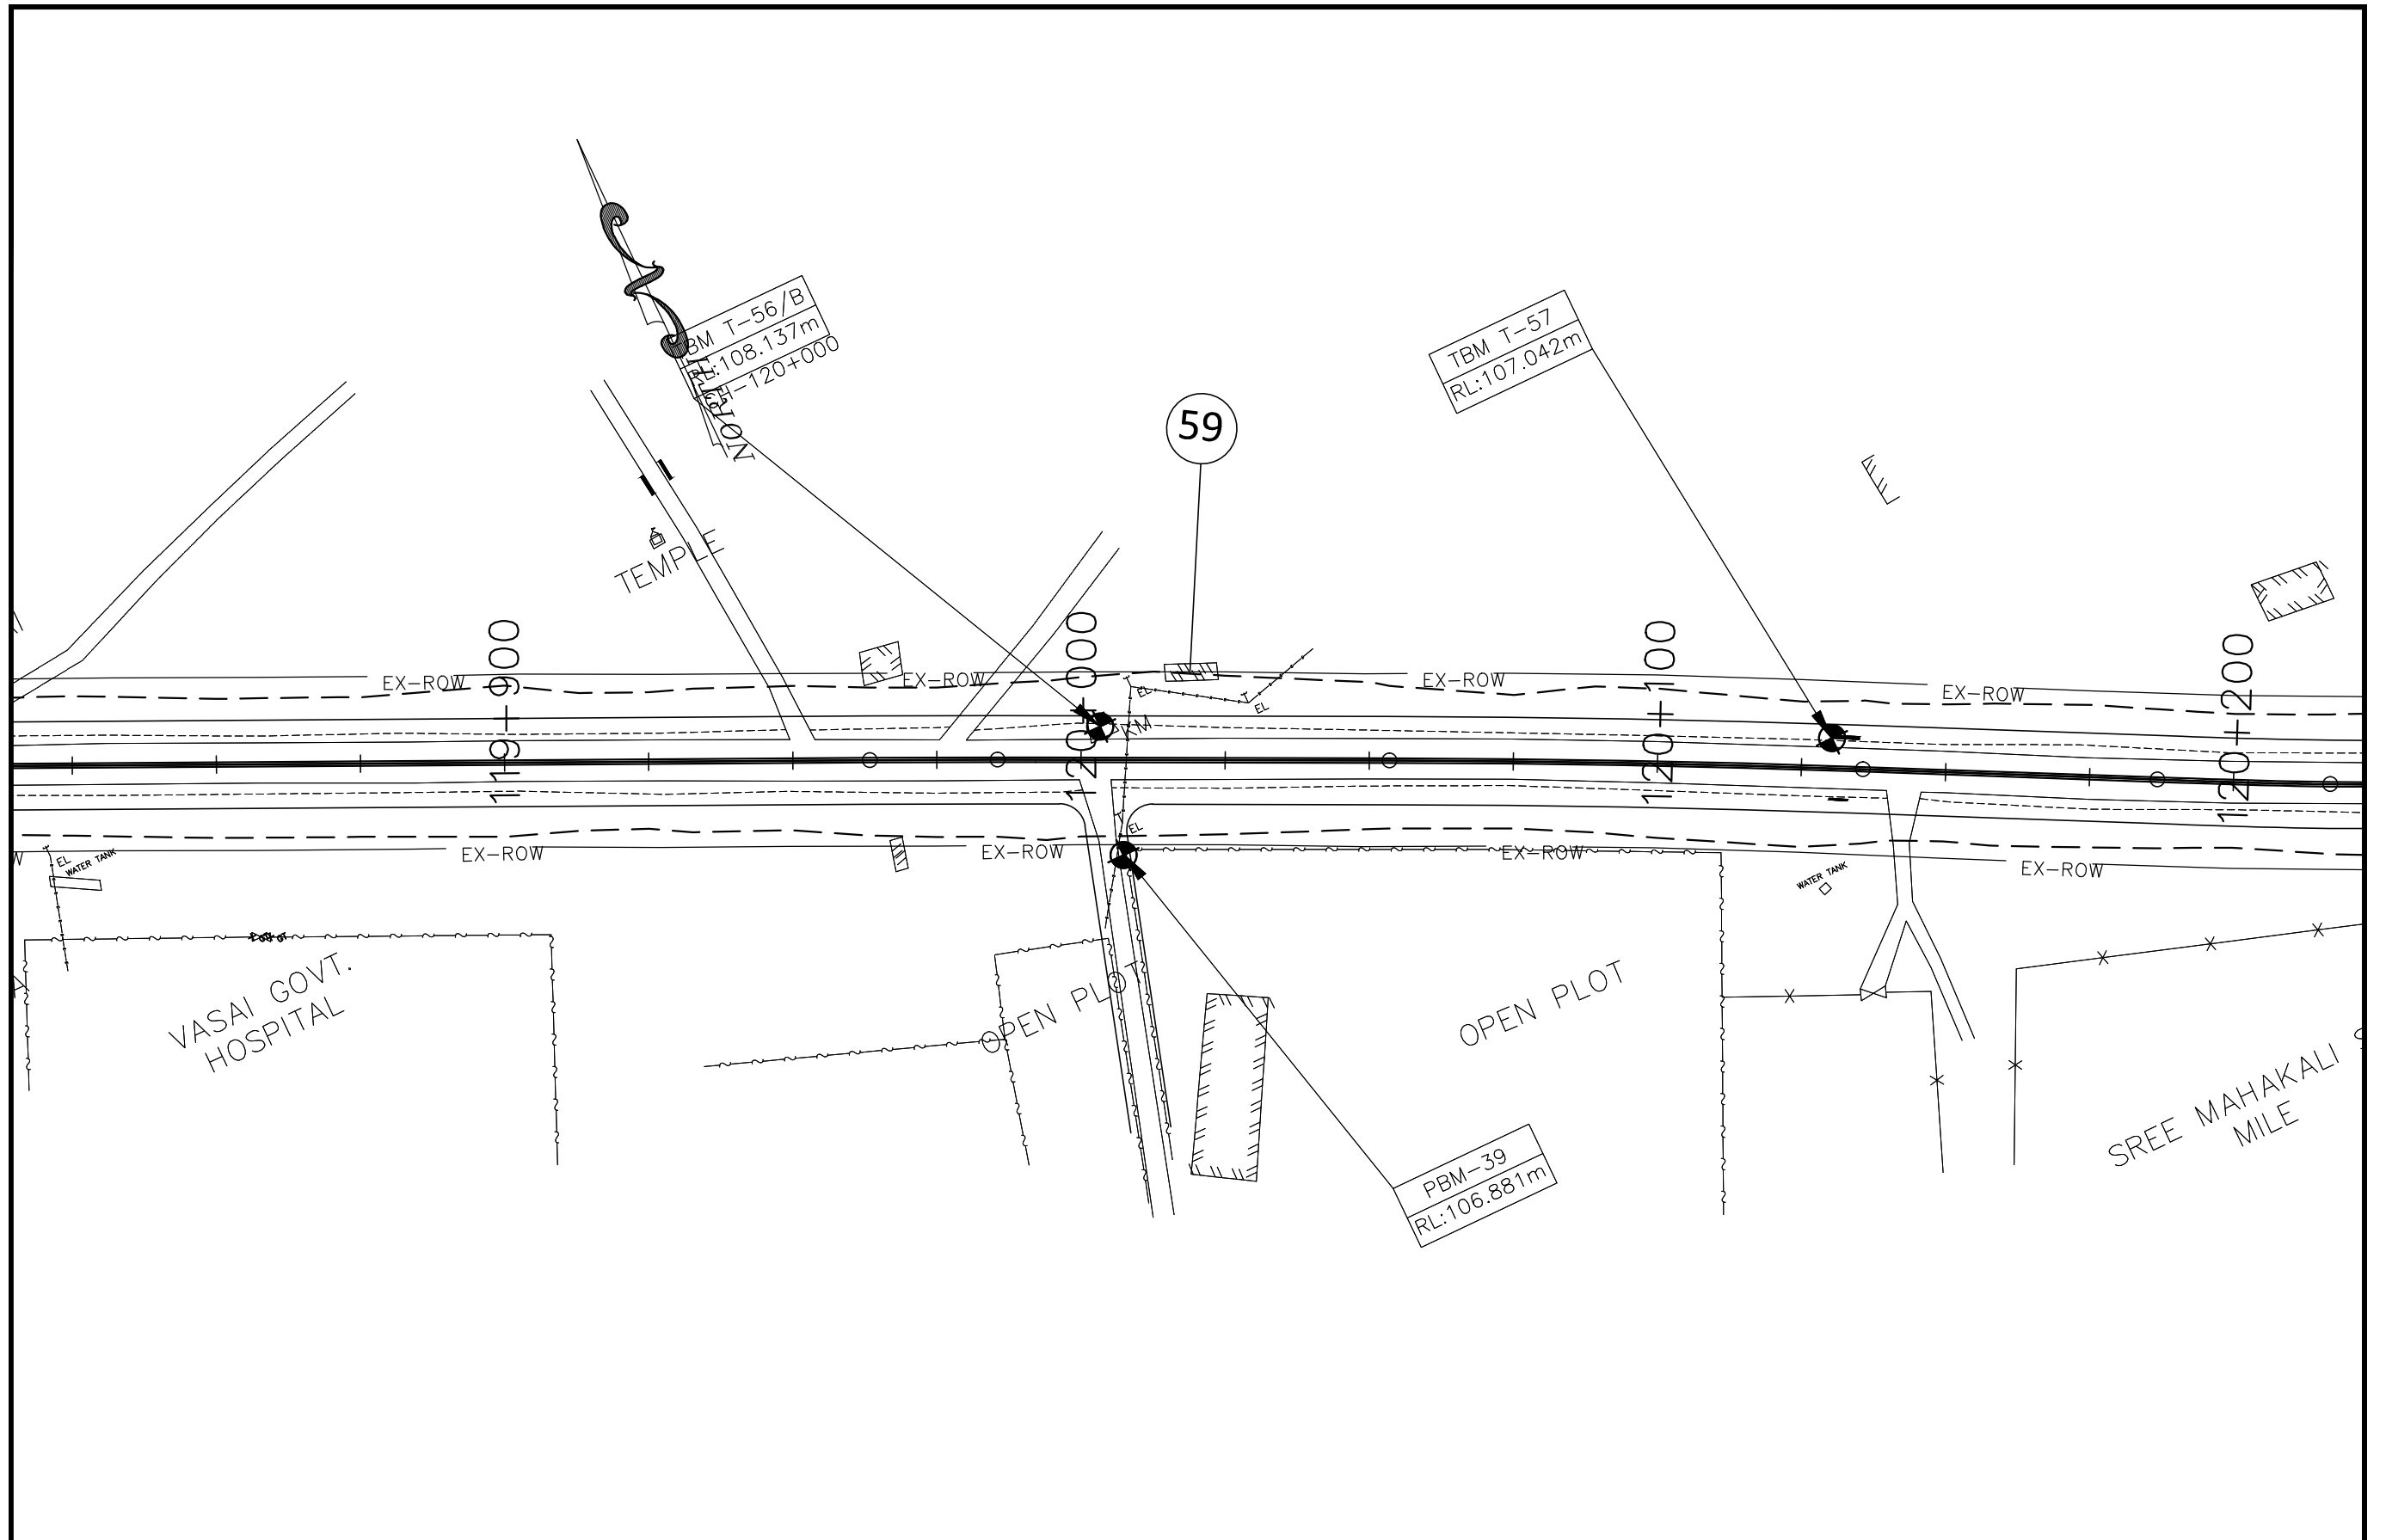 BM T-56/B
RL:108.137m
CH-120+000
NORTH
TBM T-57
RL:107.042m
59
TEMPLE
119+900
120+000
120+100
120+200
EX-ROW
EX-ROW
EX-ROW
EX-ROW
EL
EL
KM
EL
EX-ROW
EX-ROW
EX-ROW
EX-ROW
EL
WATER TANK
WATER TANK
VASAI GOVT.
HOSPITAL
OPEN PLOT
OPEN PLOT
SREE MAHAKALI
MILE
PBM-39
RL:106.881m